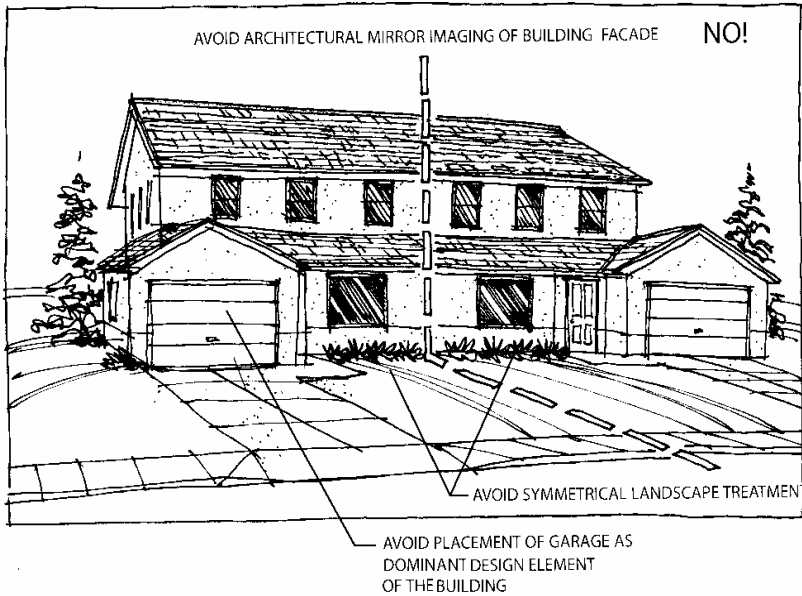 AVOID ARCHITECTURAL MIRROR IMAGING OF BUILDING FACADE
NO!
AVOID SYMMETRICAL LANDSCAPE TREATMENT
AVOID PLACEMENT OF GARAGE AS
DOMINANT DESIGN ELEMENT
OF THE BUILDING